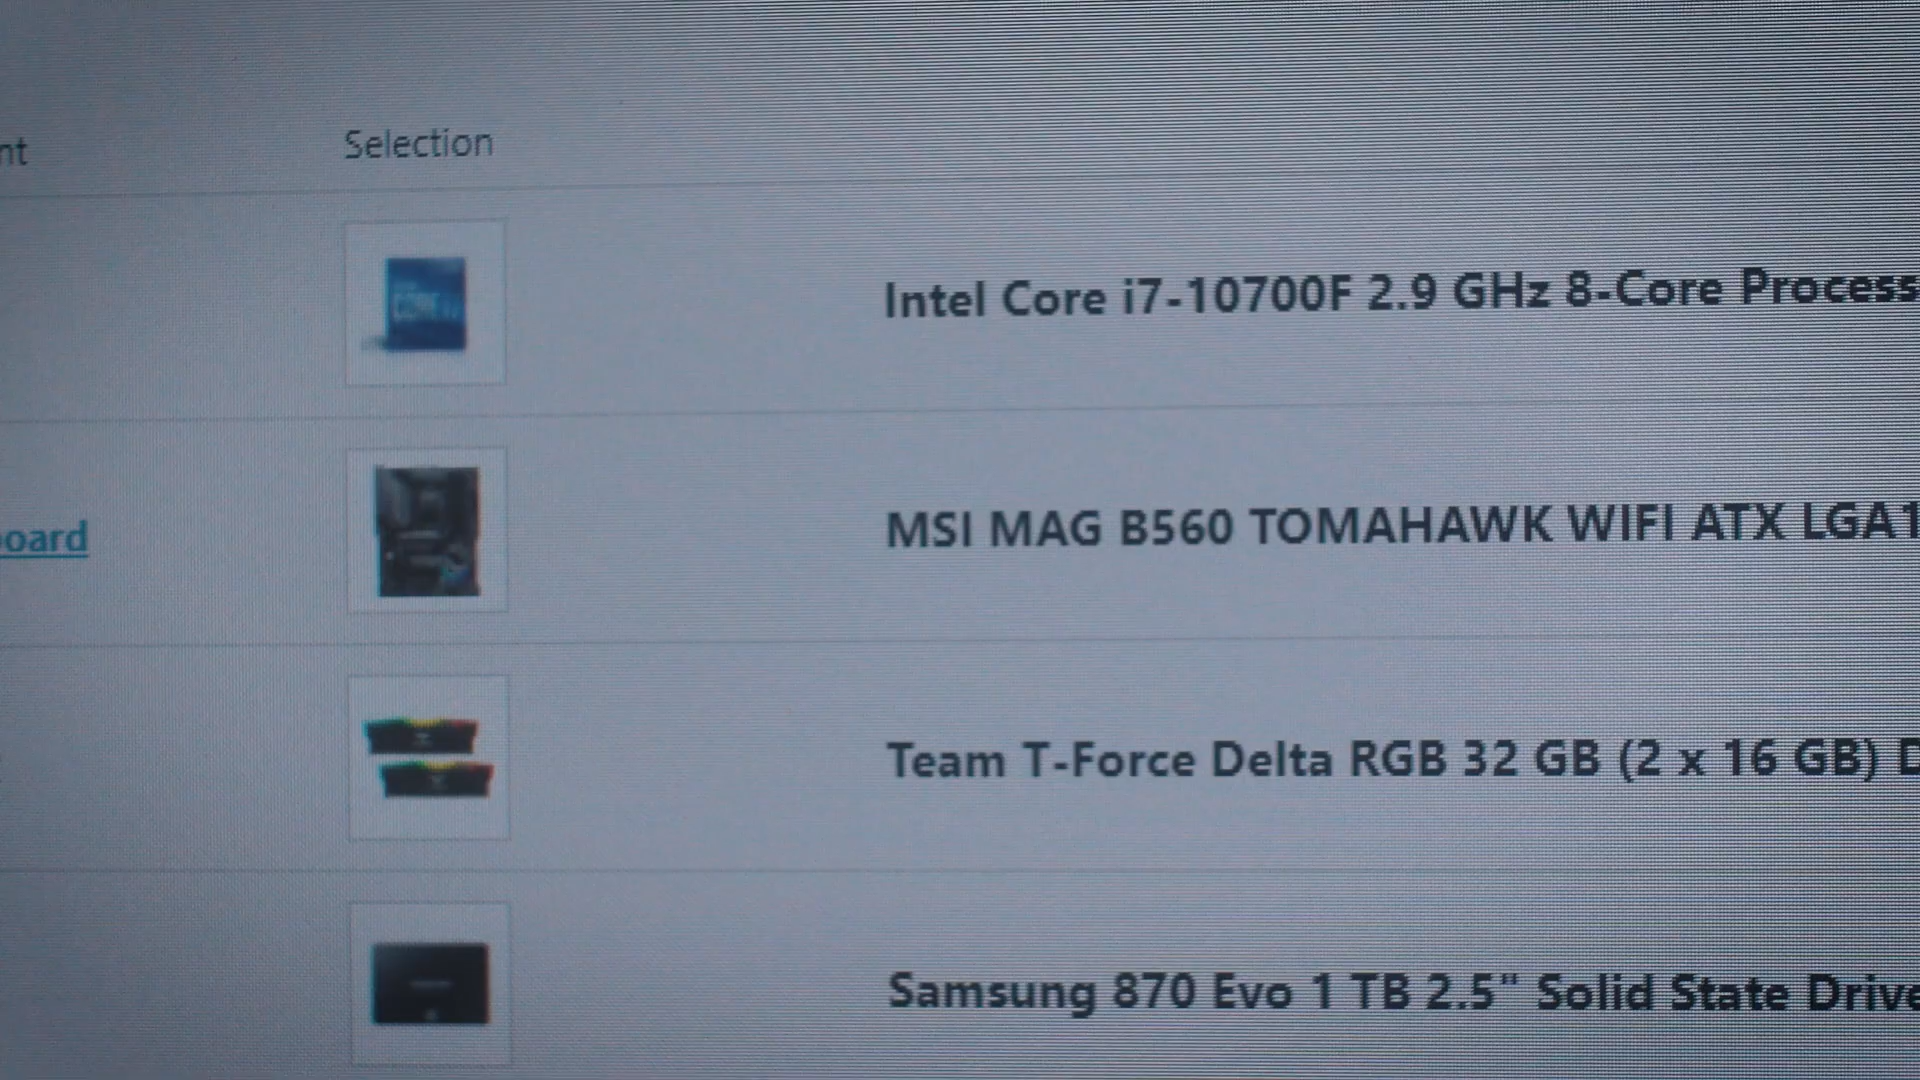 nt
Selection
CORE i7
Intel Core i7-10700F 2.9 GHz 8-Core Process
oard
MSI MAG B560 TOMAHAWK WIFI ATX LGA1
Team T-Force Delta RGB 32 GB (2 x 16 GB) D
Samsung 870 Evo 1 TB 2.5" Solid State Drive